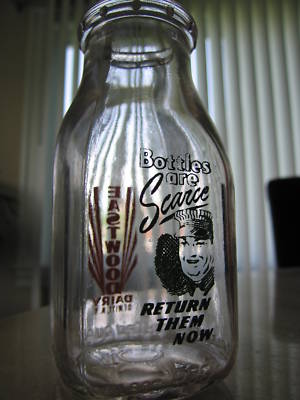 Bottles
are
Scarce
RETURN
THEM
NOW.
EASTWOOD
DAIRY